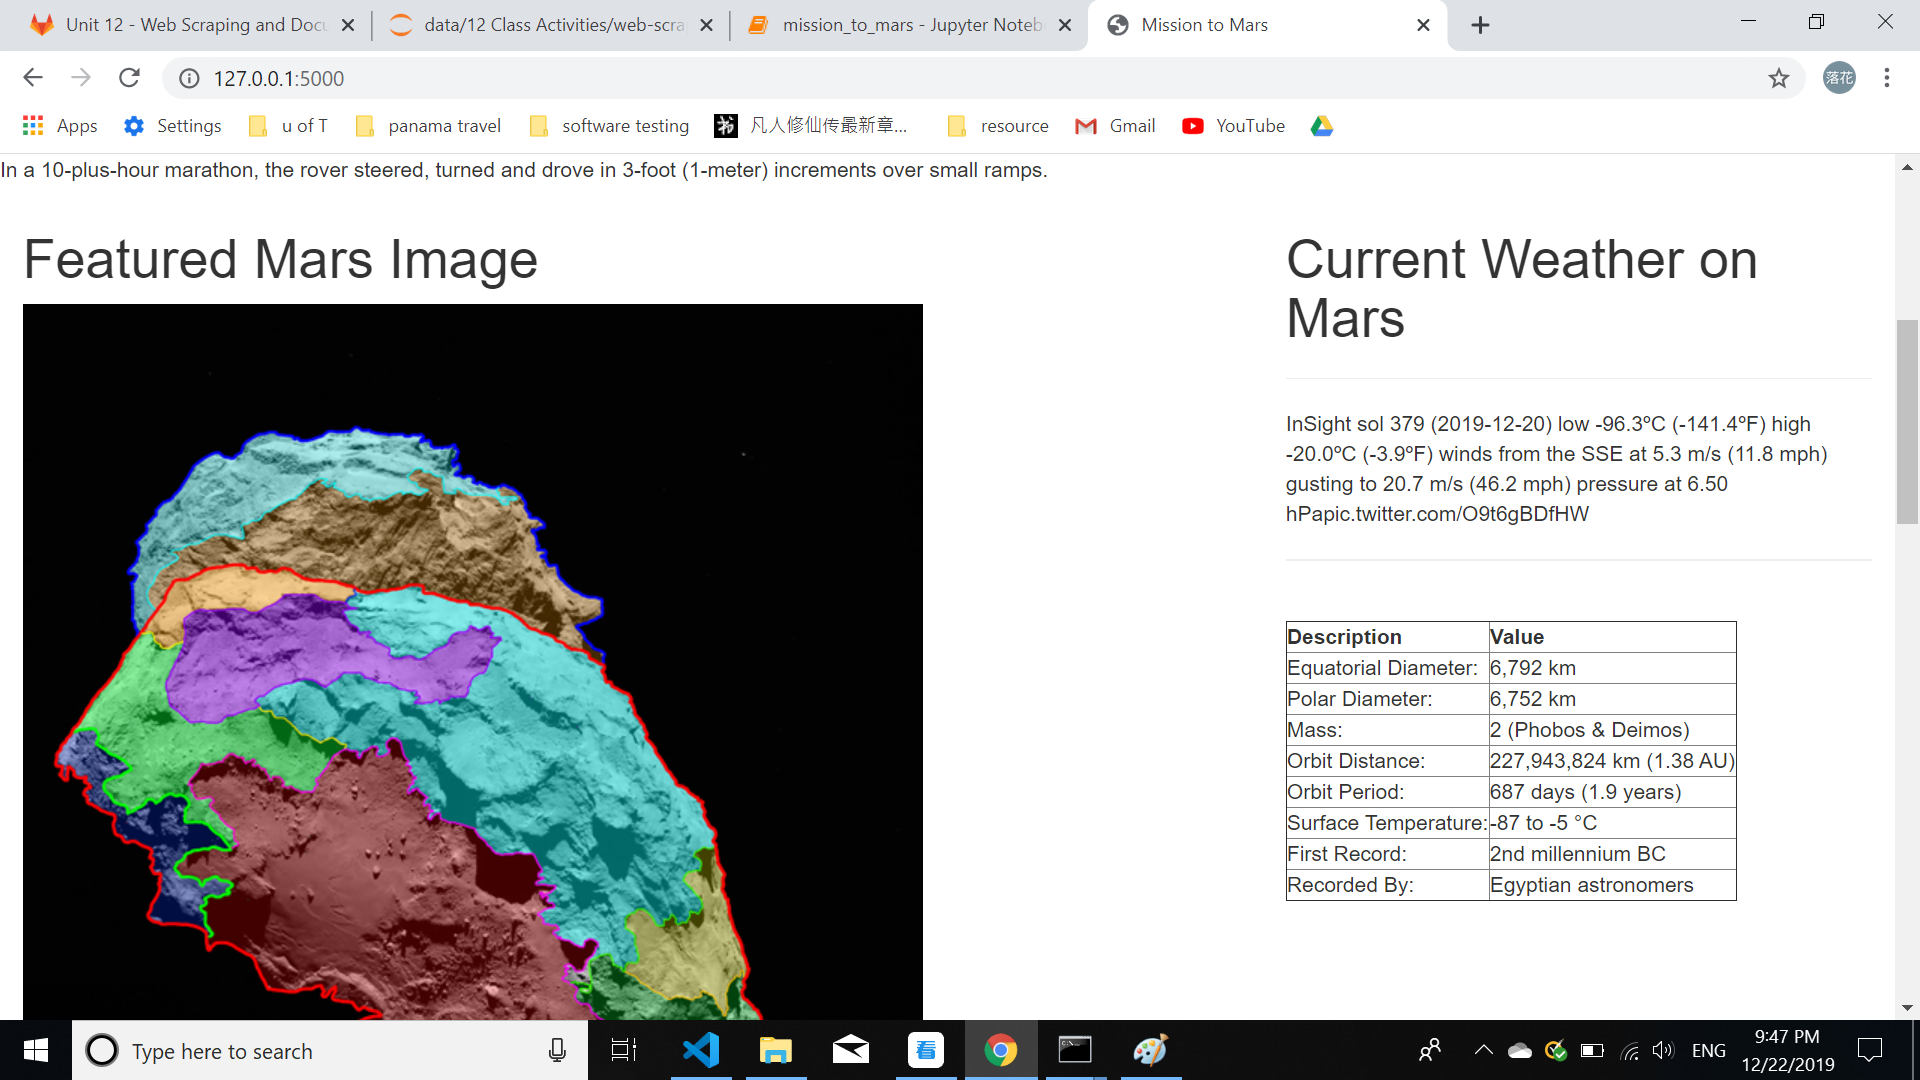 Unit 12 - Web Scraping and Docu
data/12 Class Activities/web-scra
mission_to_mars - Jupyter Noteb
Mission to Mars
127.0.0.1:5000
落花
Apps
Settings
u of T
panama travel
software testing
凡人修仙传最新章...
resource
Gmail
YouTube
In a 10-plus-hour marathon, the rover steered, turned and drove in 3-foot (1-meter) increments over small ramps.
Featured Mars Image
Current Weather on
Mars
InSight sol 379 (2019-12-20) low -96.3ºC (-141.4ºF) high
-20.0ºC (-3.9ºF) winds from the SSE at 5.3 m/s (11.8 mph)
gusting to 20.7 m/s (46.2 mph) pressure at 6.50
hPapic.twitter.com/O9t6gBDfHW
Description Value
Equatorial Diameter: 6,792 km
Polar Diameter: 6,752 km
Mass: 2 (Phobos & Deimos)
Orbit Distance: 227,943,824 km (1.38 AU)
Orbit Period: 687 days (1.9 years)
Surface Temperature: -87 to -5 °C
First Record: 2nd millennium BC
Recorded By: Egyptian astronomers
Type here to search
ENG
9:47 PM
12/22/2019